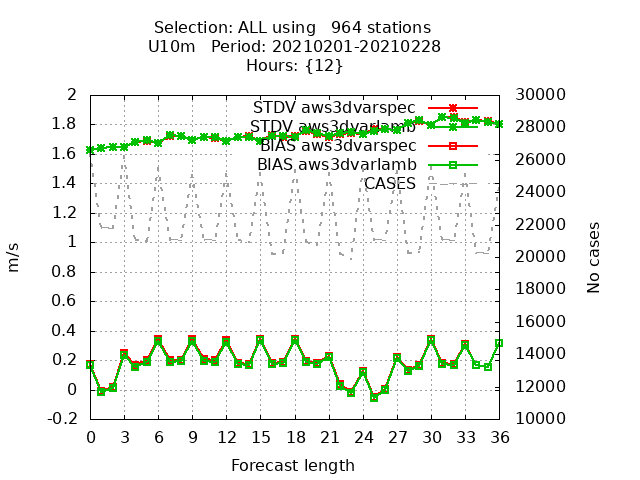 Selection: ALL using   964 stations
U10m   Period: 20210201-20210228
Hours: {12}
STDV aws3dvarspec
STDV aws3dvarlamb
BIAS aws3dvarspec
BIAS aws3dvarlamb
CASES
2
1.8
1.6
1.4
1.2
1
0.8
0.6
0.4
0.2
0
-0.2
m/s
30000
28000
26000
24000
22000
20000
18000
16000
14000
12000
10000
No cases
0 3 6 9 12 15 18 21 24 27 30 33 36
Forecast length